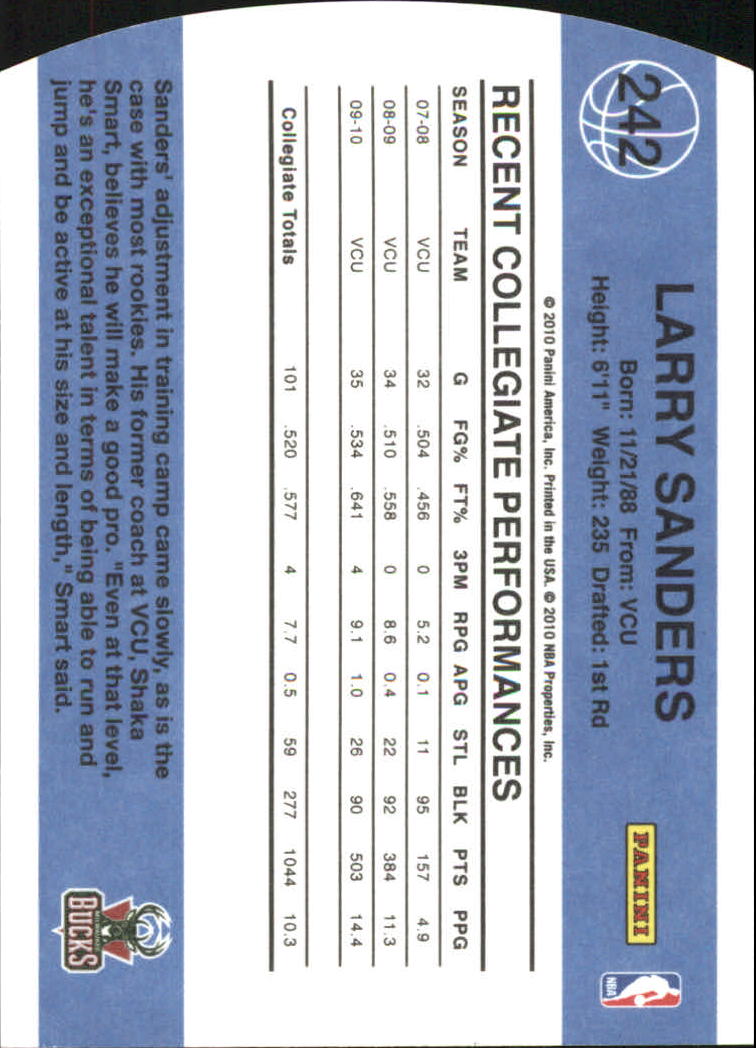 242
LARRY SANDERS
Born: 11/21/88 From: VCU
Height: 6'11" Weight: 235 Drafted: 1st Rd
PANINI
NBA
© 2010 Panini America, Inc. Printed in the USA. © 2010 NBA Properties, Inc.
RECENT COLLEGIATE PERFORMANCES
SEASON TEAM G FG% FT% 3PM RPG APG STL BLK PTS PPG
07-08 VCU 32 .504 .456 0 5.2 0.1 11 95 157 4.9
08-09 VCU 34 .510 .558 0 8.6 0.4 22 92 384 11.3
09-10 VCU 35 .534 .641 4 9.1 1.0 26 90 503 14.4
Collegiate Totals 101 .520 .577 4 7.7 0.5 59 277 1044 10.3
Sanders' adjustment in training camp came slowly, as is the
case with most rookies. His former coach at VCU, Shaka
Smart, believes he will make a good pro. "Even at that level,
he's an exceptional talent in terms of being able to run and
jump and be active at his size and length," Smart said.
BUCKS